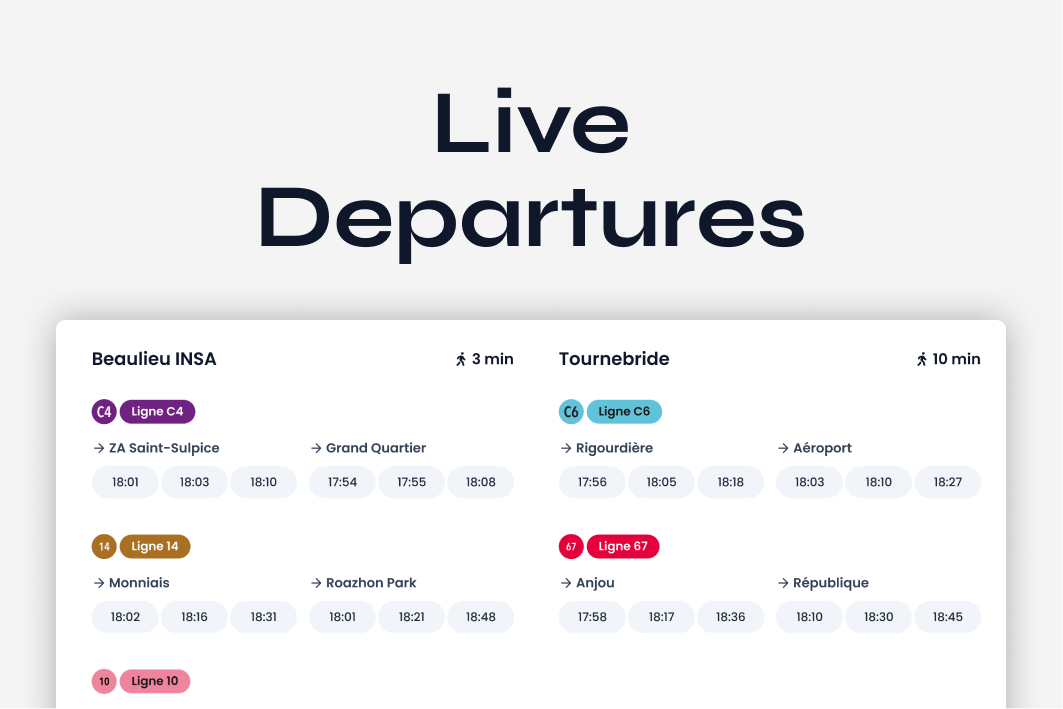 Live
Departures
Beaulieu INSA 3 min
C4 Ligne C4
ZA Saint-Sulpice Grand Quartier
18:01 18:03 18:10 17:54 17:55 18:08
14 Ligne 14
Monniais Roazhon Park
18:02 18:16 18:31 18:01 18:21 18:48
10 Ligne 10
Tournebride 10 min
C6 Ligne C6
Rigourdière Aéroport
17:56 18:05 18:18 18:03 18:10 18:27
67 Ligne 67
Anjou République
17:58 18:17 18:36 18:10 18:30 18:45